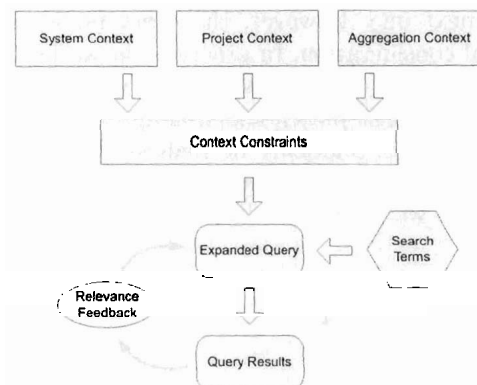 System Context
Project Context
Aggregation Context
Context Constraints
Expanded Query
Search
Terms
Relevance
Feedback
Query Results